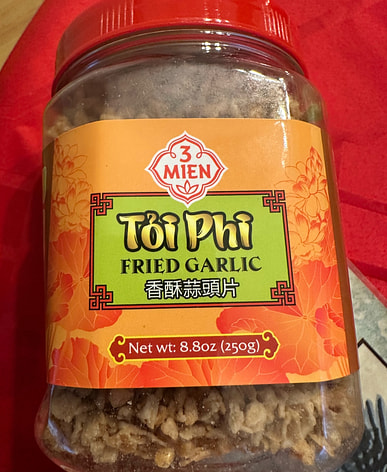 3
MIEN
Tỏi Phi
FRIED GARLIC
香酥蒜頭片
Net wt: 8.8oz (250g)